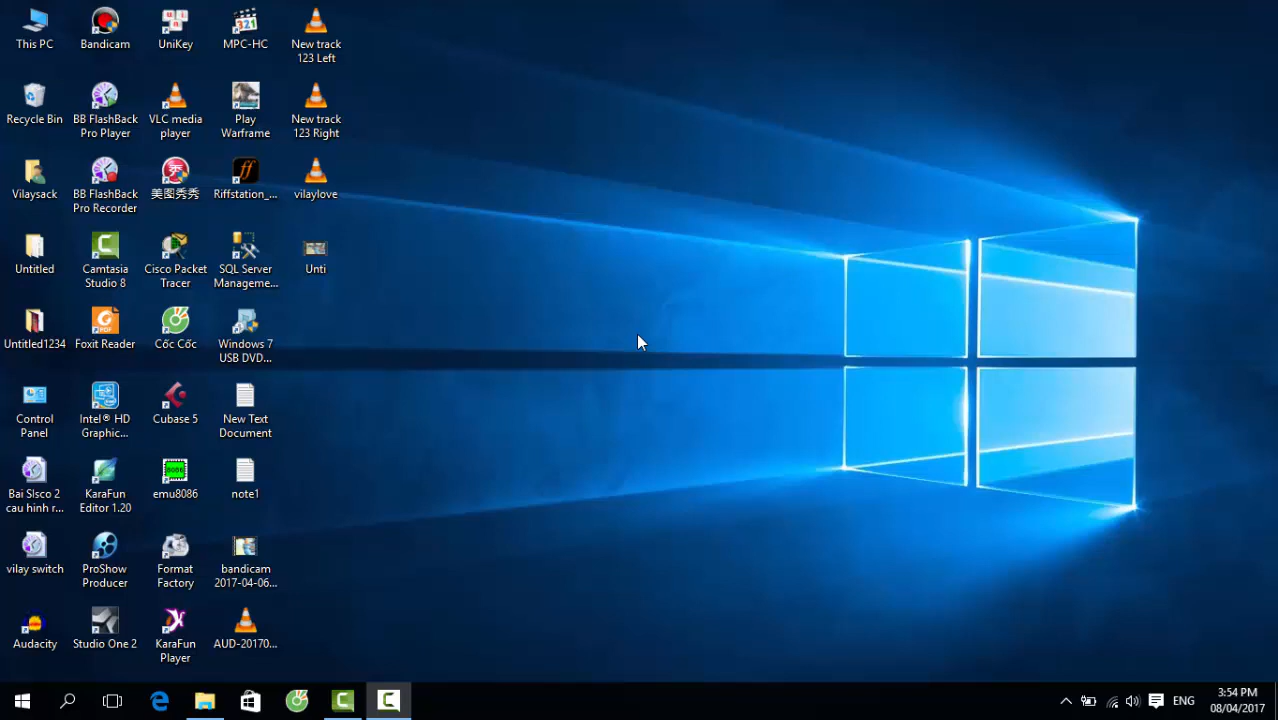 This PC
Bandicam
UniKey
MPC-HC
New track
123 Left
Recycle Bin
BB FlashBack
Pro Player
VLC media
player
Play
Warframe
New track
123 Right
Vilaysack
BB FlashBack
Pro Recorder
美图秀秀
Riffstation_...
vilaylove
Untitled
Camtasia
Studio 8
Cisco Packet
Tracer
SQL Server
Manageme...
Unti
Untitled1234
Foxit Reader
Cốc Cốc
Windows 7
USB DVD...
Control
Panel
Intel® HD
Graphic...
Cubase 5
New Text
Document
Bai SIsco 2
cau hinh r...
KaraFun
Editor 1.20
emu8086
note1
vilay switch
ProShow
Producer
Format
Factory
bandicam
2017-04-06...
Audacity
Studio One 2
KaraFun
Player
AUD-20170...
ENG
3:54 PM
08/04/2017